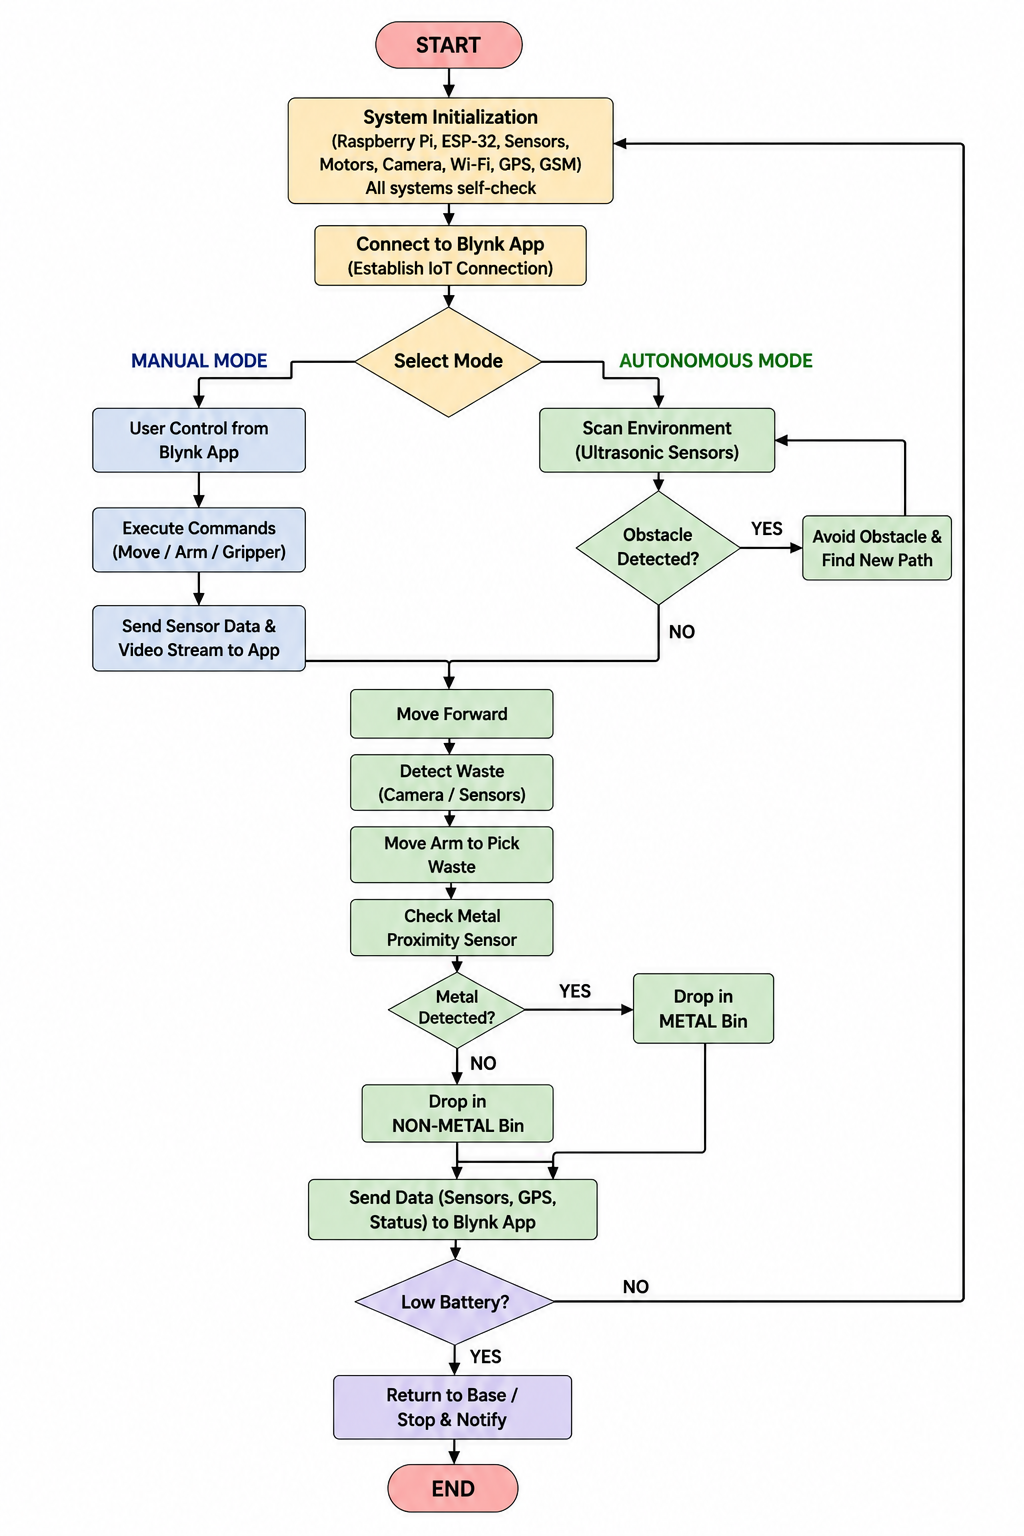 START
System Initialization
(Raspberry Pi, ESP-32, Sensors,
Motors, Camera, Wi-Fi, GPS, GSM)
All systems self-check
Connect to Blynk App
(Establish IoT Connection)
Select Mode
MANUAL MODE
AUTONOMOUS MODE
User Control from
Blynk App
Execute Commands
(Move / Arm / Gripper)
Send Sensor Data &
Video Stream to App
Scan Environment
(Ultrasonic Sensors)
Obstacle
Detected?
YES
Avoid Obstacle &
Find New Path
NO
Move Forward
Detect Waste
(Camera / Sensors)
Move Arm to Pick
Waste
Check Metal
Proximity Sensor
Metal
Detected?
YES
Drop in
METAL Bin
NO
Drop in
NON-METAL Bin
Send Data (Sensors, GPS,
Status) to Blynk App
Low Battery?
NO
YES
Return to Base /
Stop & Notify
END